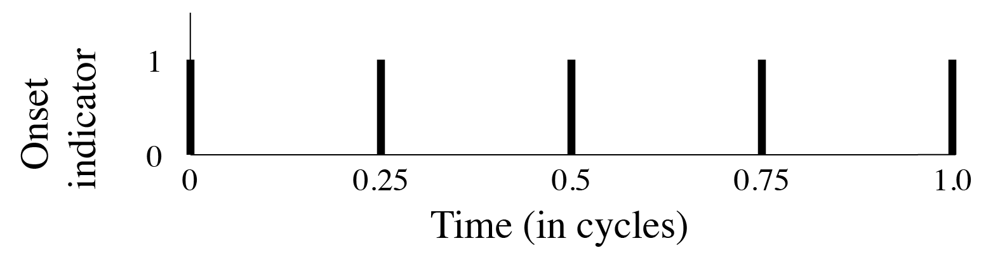 Onset
indicator
1
0
0 0.25 0.5 0.75 1.0
Time (in cycles)